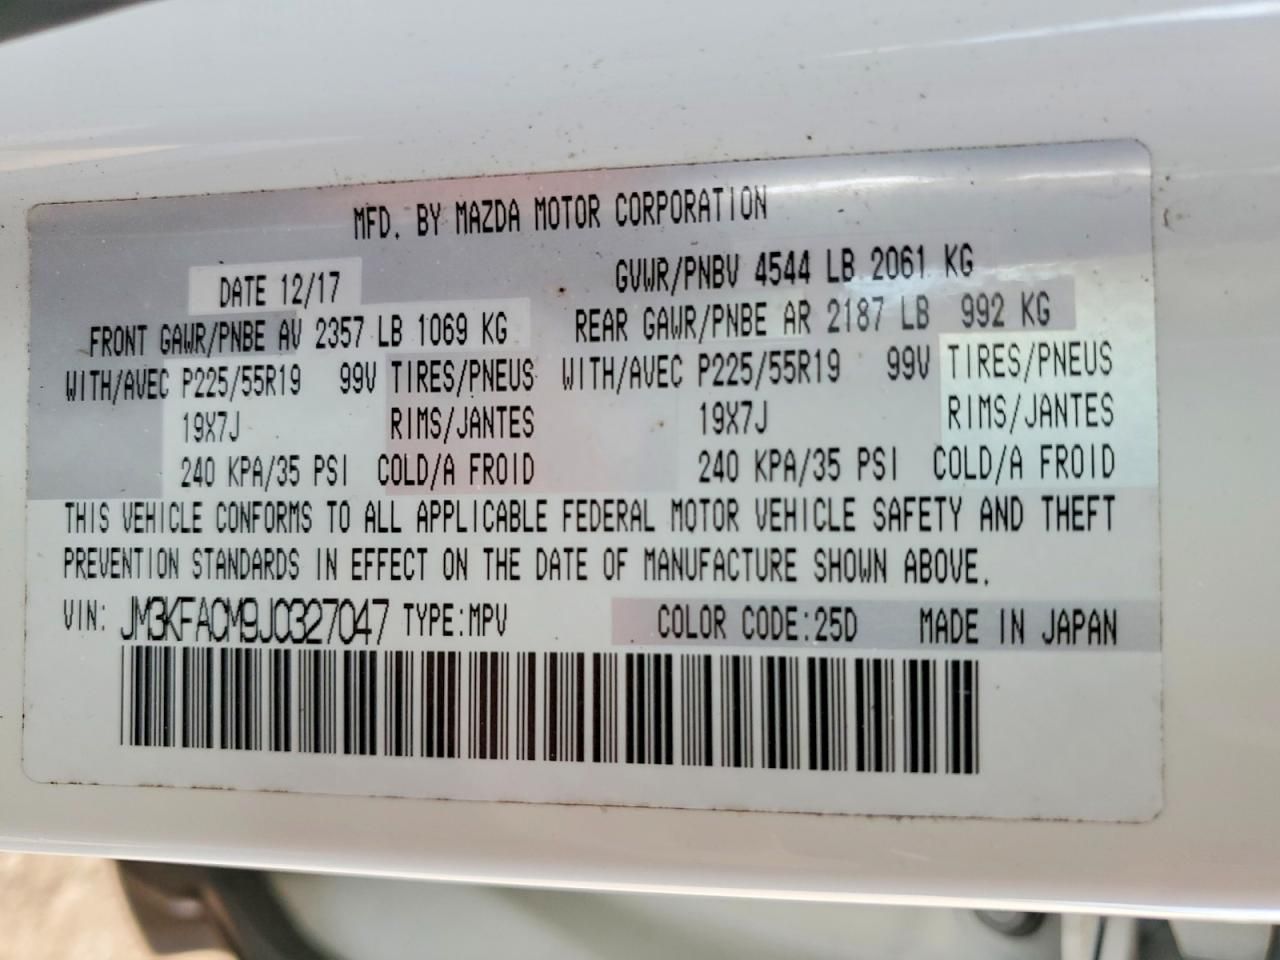 MFD. BY MAZDA MOTOR CORPORATION
DATE 12/17 GVWR/PNBV 4544 LB 2061 KG
FRONT GAWR/PNBE AV 2357 LB 1069 KG REAR GAWR/PNBE AR 2187 LB 992 KG
WITH/AVEC P225/55R19 99V TIRES/PNEUS WITH/AVEC P225/55R19 99V TIRES/PNEUS
19X7J RIMS/JANTES 19X7J RIMS/JANTES
240 KPA/35 PSI COLD/A FROID 240 KPA/35 PSI COLD/A FROID
THIS VEHICLE CONFORMS TO ALL APPLICABLE FEDERAL MOTOR VEHICLE SAFETY AND THEFT
PREVENTION STANDARDS IN EFFECT ON THE DATE OF MANUFACTURE SHOWN ABOVE.
VIN: JM3KFACM9J0327047 TYPE:MPV COLOR CODE:25D MADE IN JAPAN